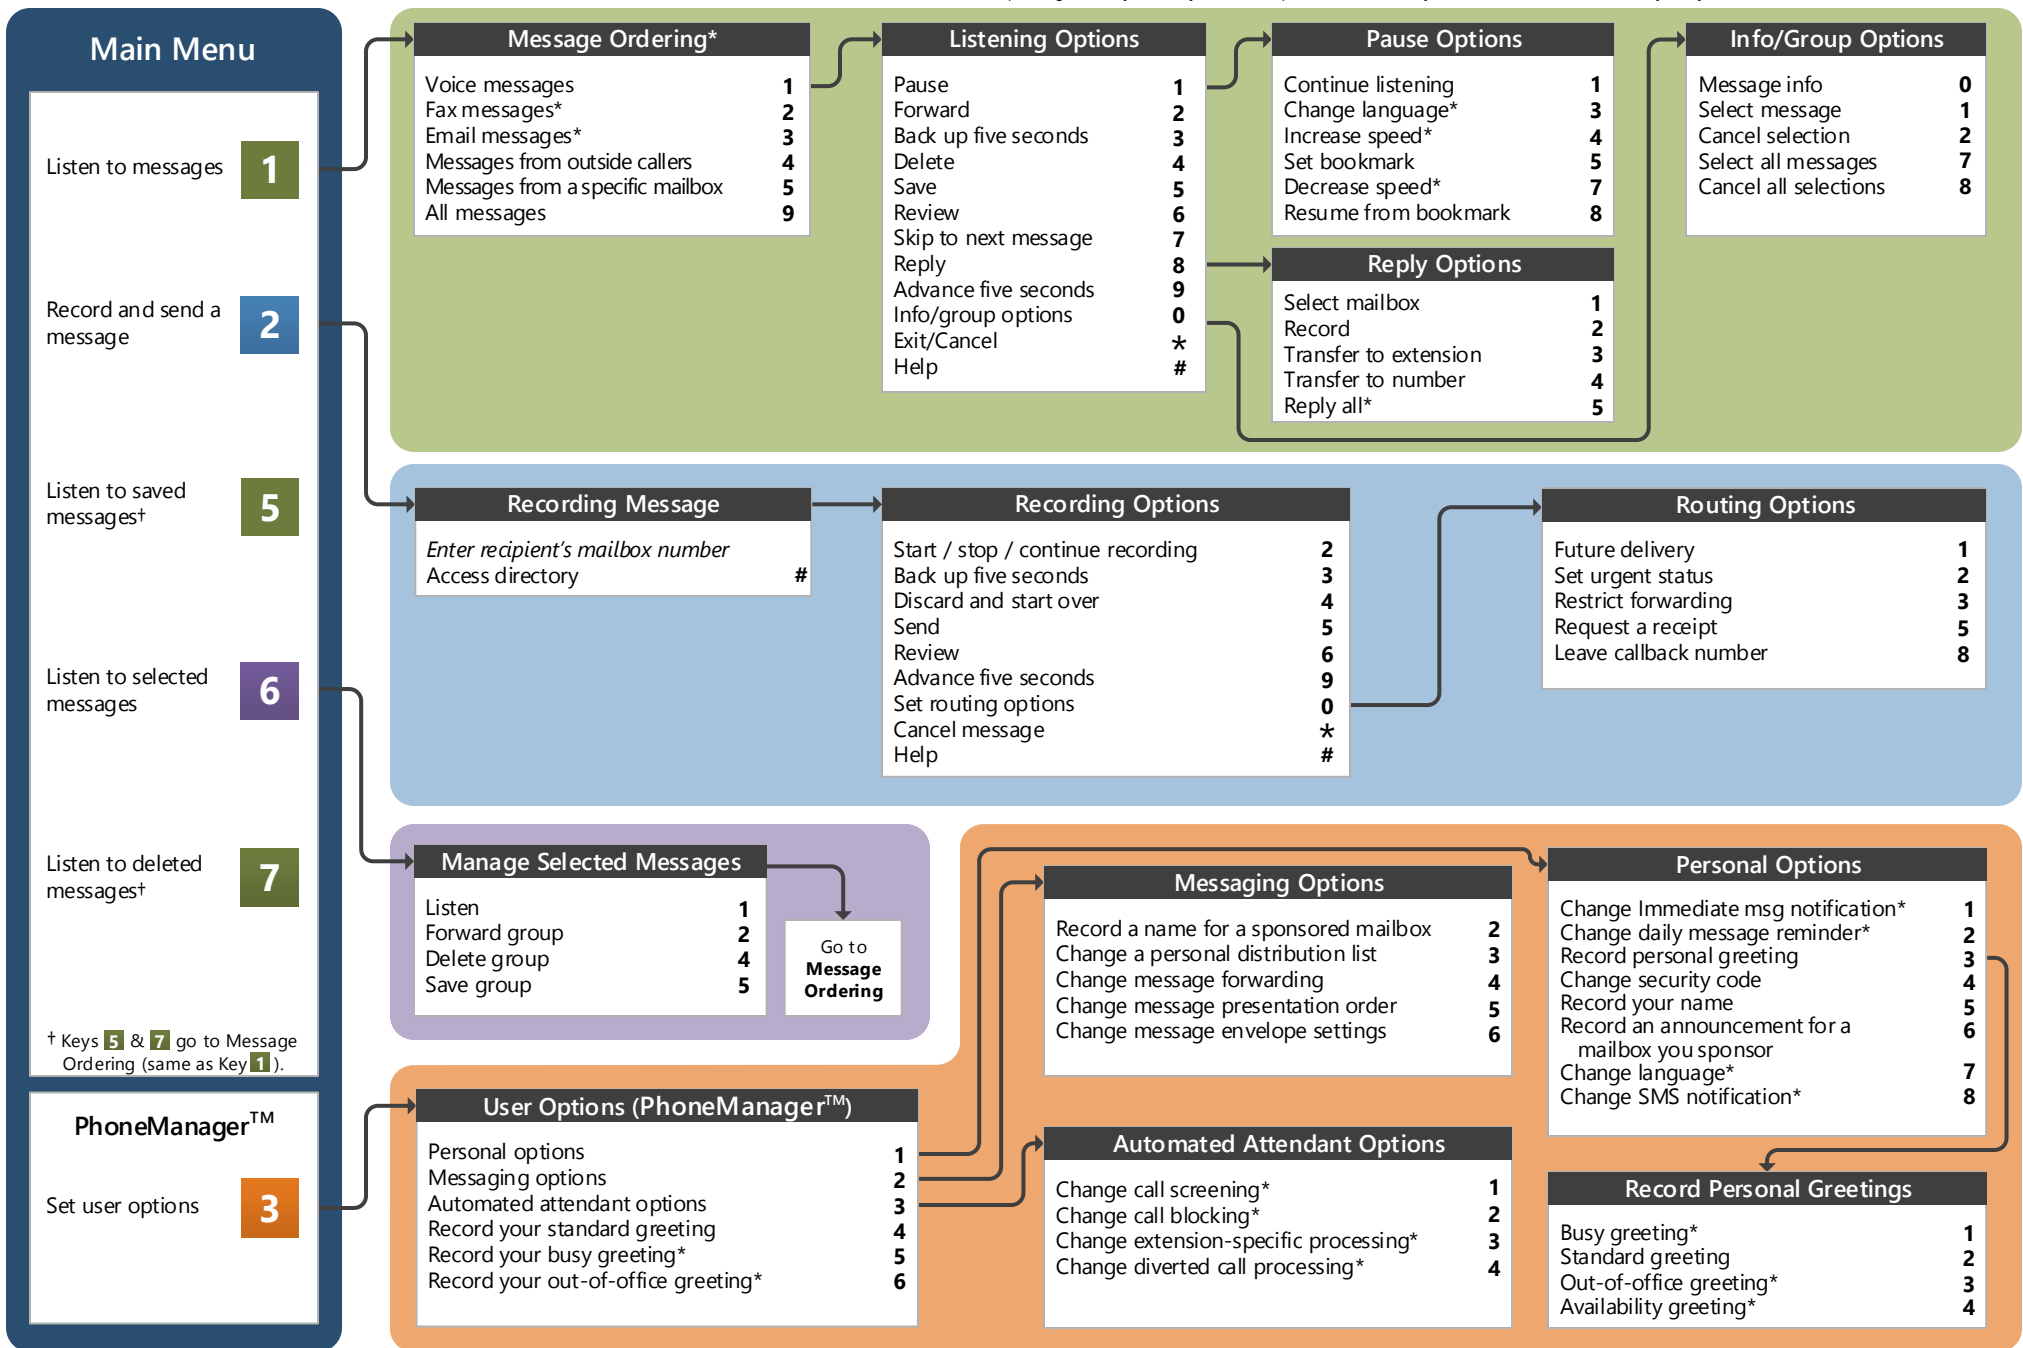 Main Menu
Listen to messages 1
Record and send a
message 2
Listen to saved
messages† 5
Listen to selected
messages 6
Listen to deleted
messages† 7
† Keys 5 & 7 go to Message
Ordering (same as Key 1 ).
PhoneManager™
Set user options 3
Message Ordering*
Voice messages 1
Fax messages* 2
Email messages* 3
Messages from outside callers 4
Messages from a specific mailbox 5
All messages 9
Listening Options
Pause 1
Forward 2
Back up five seconds 3
Delete 4
Save 5
Review 6
Skip to next message 7
Reply 8
Advance five seconds 9
Info/group options 0
Exit/Cancel *
Help #
Pause Options
Continue listening 1
Change language* 3
Increase speed* 4
Set bookmark 5
Decrease speed* 7
Resume from bookmark 8
Reply Options
Select mailbox 1
Record 2
Transfer to extension 3
Transfer to number 4
Reply all* 5
Info/Group Options
Message info 0
Select message 1
Cancel selection 2
Select all messages 7
Cancel all selections 8
Recording Message
Enter recipient's mailbox number
Access directory #
Recording Options
Start / stop / continue recording 2
Back up five seconds 3
Discard and start over 4
Send 5
Review 6
Advance five seconds 9
Set routing options 0
Cancel message *
Help #
Routing Options
Future delivery 1
Set urgent status 2
Restrict forwarding 3
Request a receipt 5
Leave callback number 8
Manage Selected Messages
Listen 1
Forward group 2
Delete group 4
Save group 5
Go to
Message
Ordering
User Options (PhoneManager™)
Personal options 1
Messaging options 2
Automated attendant options 3
Record your standard greeting 4
Record your busy greeting* 5
Record your out-of-office greeting* 6
Messaging Options
Record a name for a sponsored mailbox 2
Change a personal distribution list 3
Change message forwarding 4
Change message presentation order 5
Change message envelope settings 6
Automated Attendant Options
Change call screening* 1
Change call blocking* 2
Change extension-specific processing* 3
Change diverted call processing* 4
Personal Options
Change Immediate msg notification* 1
Change daily message reminder* 2
Record personal greeting 3
Change security code 4
Record your name 5
Record an announcement for a 6
mailbox you sponsor
Change language* 7
Change SMS notification* 8
Record Personal Greetings
Busy greeting* 1
Standard greeting 2
Out-of-office greeting* 3
Availability greeting* 4